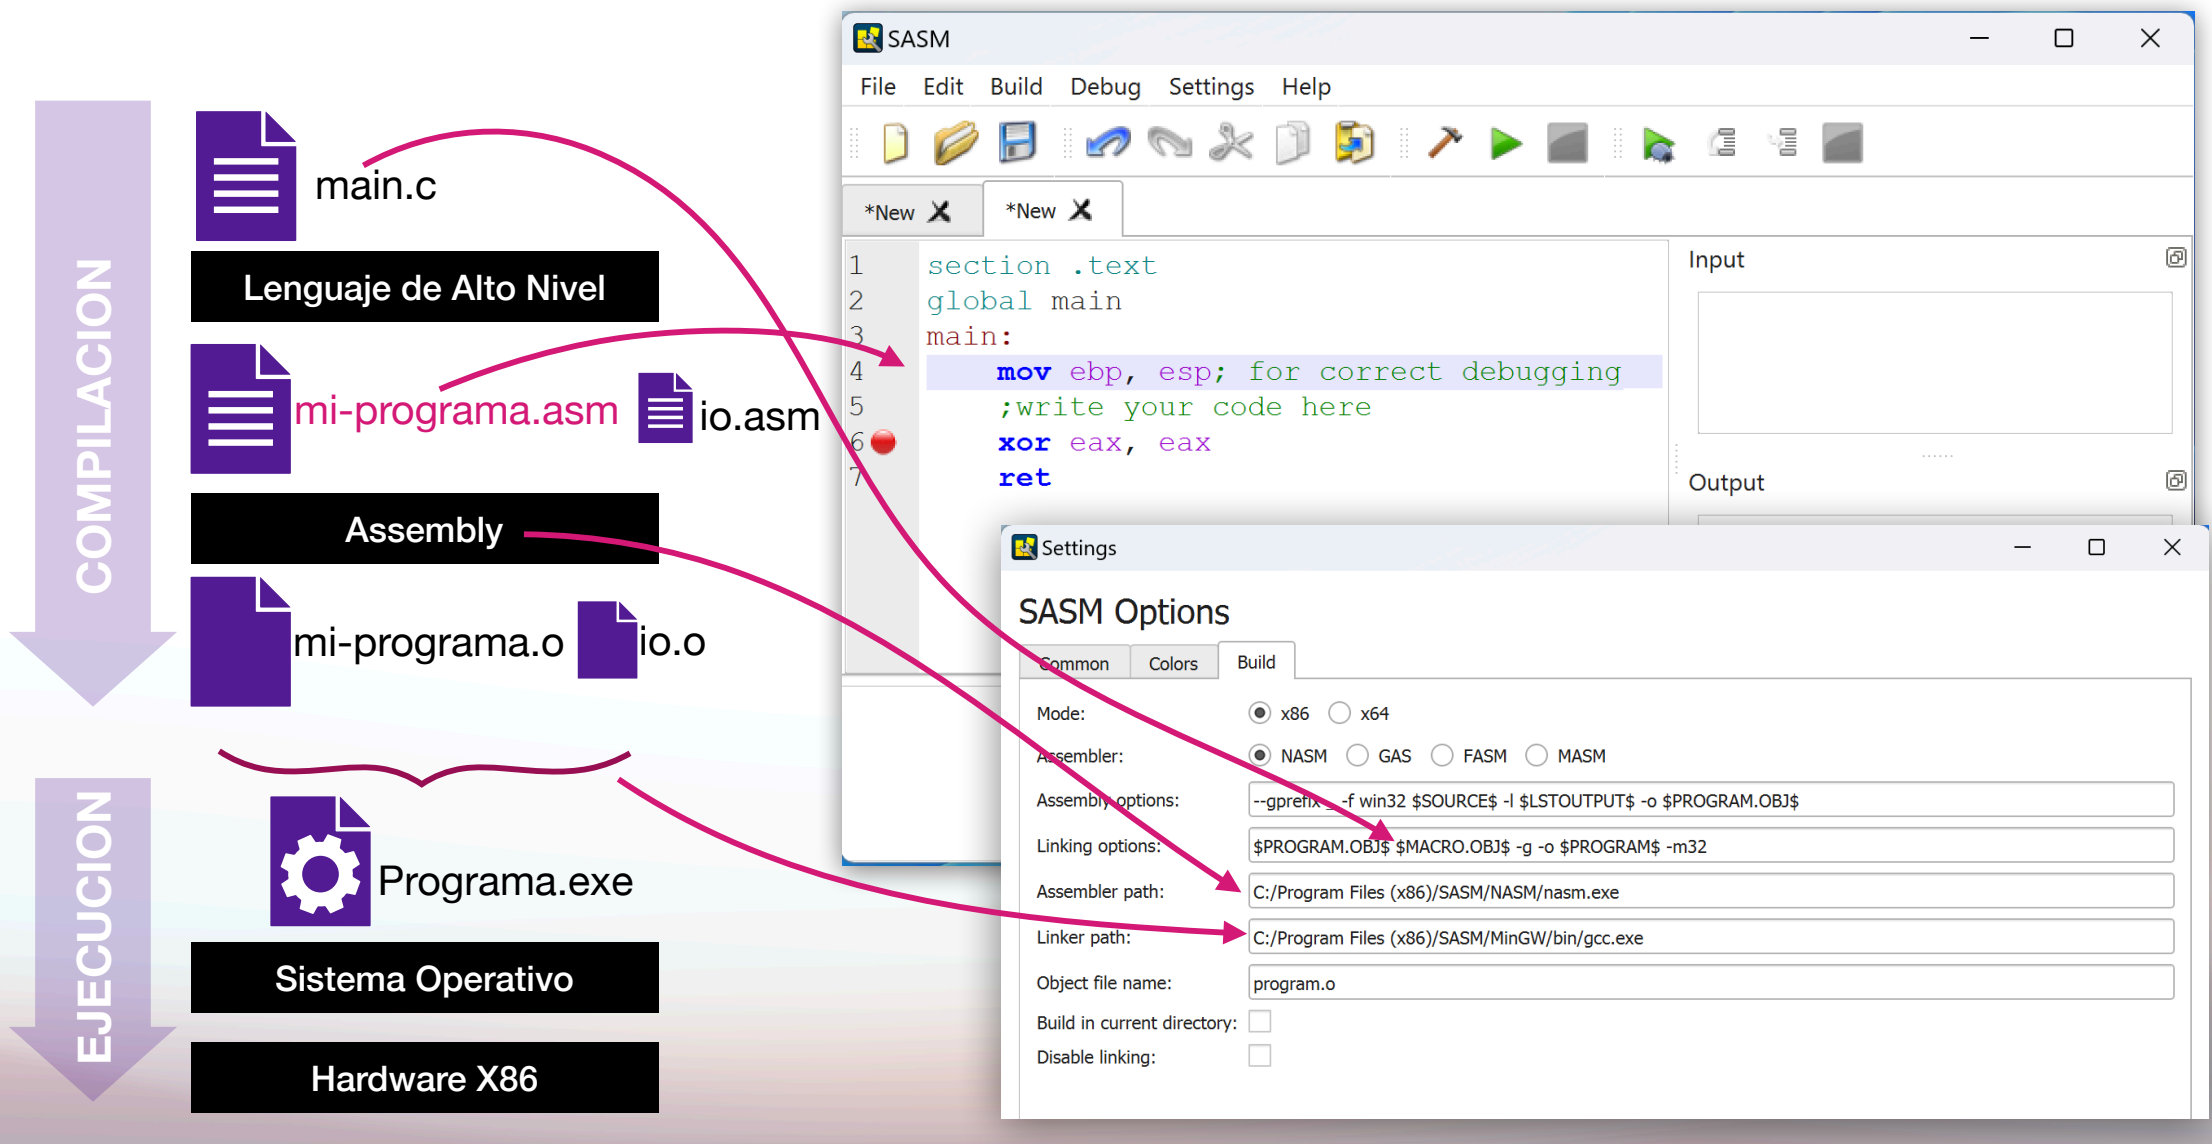 COMPILACION
main.c
Lenguaje de Alto Nivel
mi-programa.asm
io.asm
Assembly
mi-programa.o
io.o
EJECUCION
Programa.exe
Sistema Operativo
Hardware X86
SASM
File Edit Build Debug Settings Help
*New *New
1 section .text
2 global main
3 main:
4 mov ebp, esp; for correct debugging
5 ;write your code here
6 xor eax, eax
7 ret
Input
Output
Settings
SASM Options
Common Colors Build
Mode: x86 x64
Assembler: NASM GAS FASM MASM
Assembly options: --gprefix _ -f win32 $SOURCE$ -l $LSTOUTPUT$ -o $PROGRAM.OBJ$
Linking options: $PROGRAM.OBJ$ $MACRO.OBJ$ -g -o $PROGRAM$ -m32
Assembler path: C:/Program Files (x86)/SASM/NASM/nasm.exe
Linker path: C:/Program Files (x86)/SASM/MinGW/bin/gcc.exe
Object file name: program.o
Build in current directory:
Disable linking: